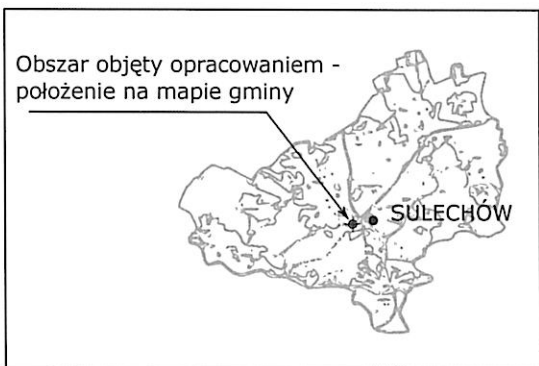 Obszar objęty opracowaniem -
położenie na mapie gminy
SULECHÓW